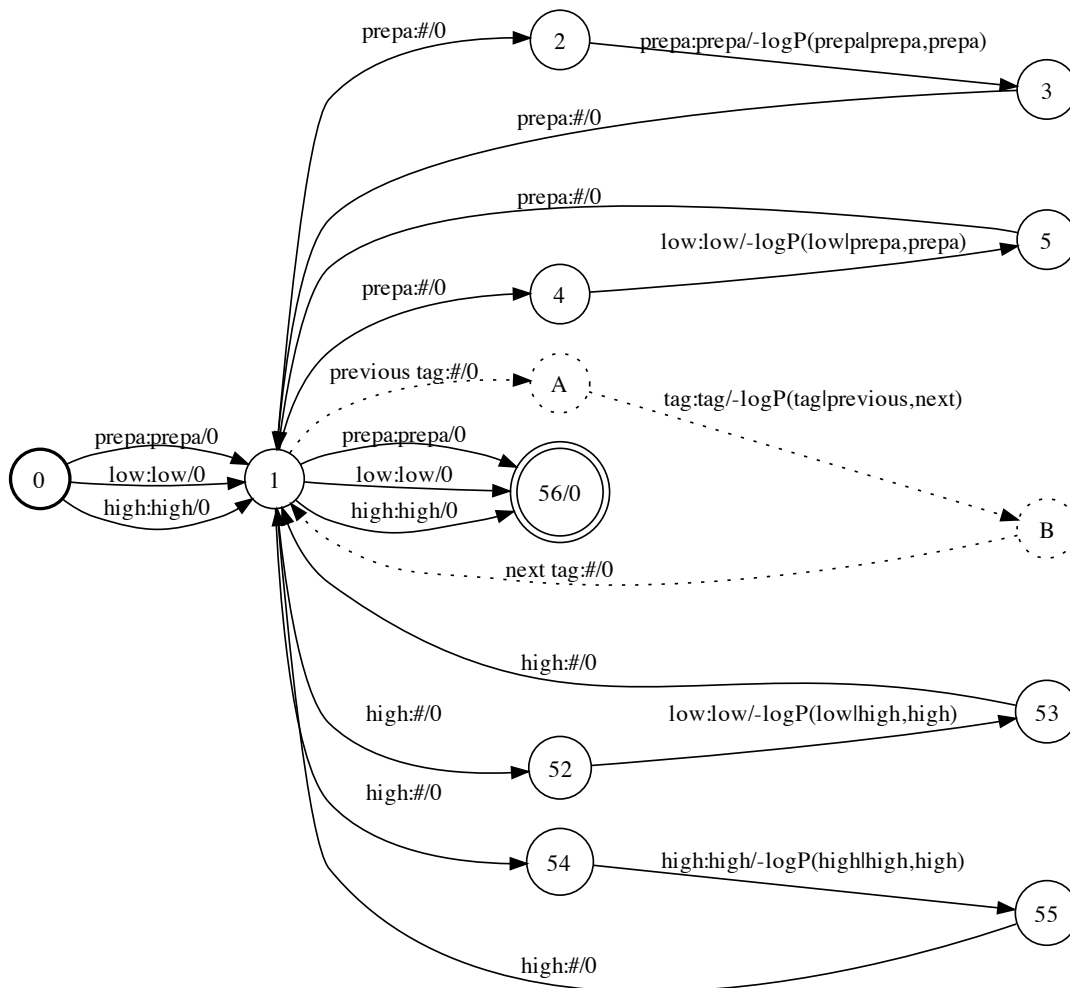 prepa:#/0
2
prepa:prepa/-logP(prepa|prepa,prepa)
3
prepa:#/0
prepa:#/0
low:low/-logP(low|prepa,prepa)
5
prepa:#/0
4
previous tag:#/0
A
tag:tag/-logP(tag|previous,next)
prepa:prepa/0
low:low/0
high:high/0
0
1
prepa:prepa/0
low:low/0
high:high/0
56/0
B
next tag:#/0
high:#/0
high:#/0
low:low/-logP(low|high,high)
53
52
high:#/0
54
high:high/-logP(high|high,high)
55
high:#/0